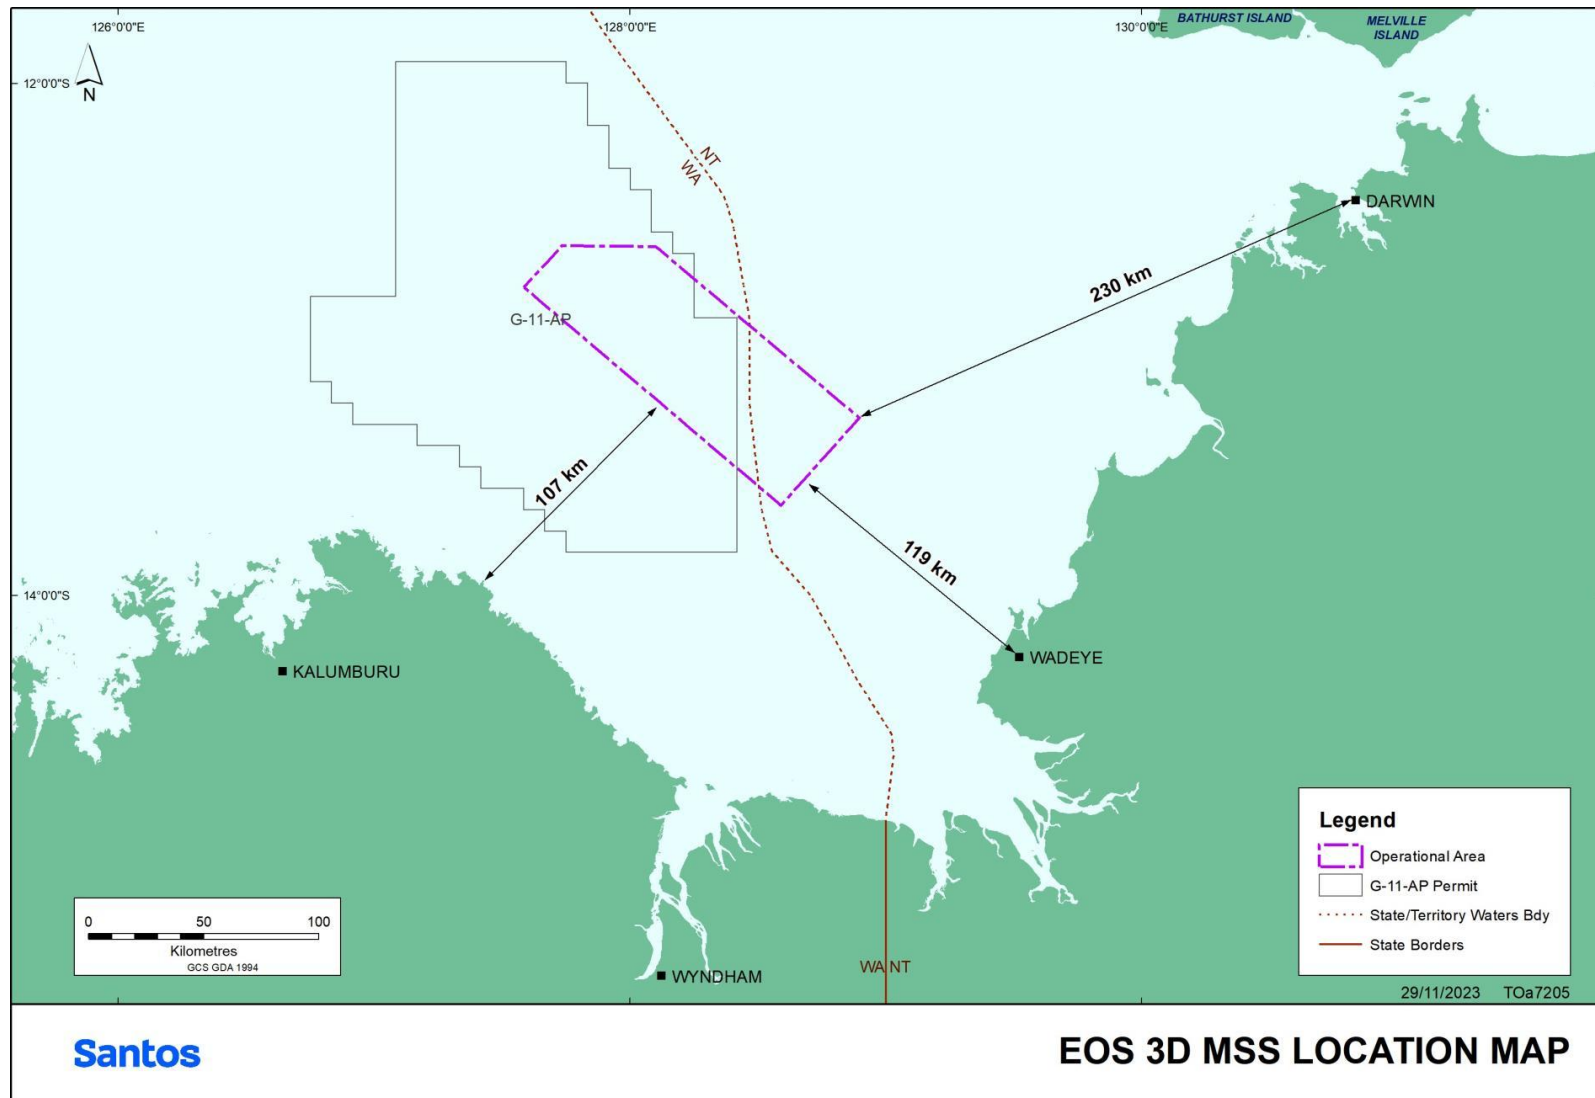 126°0'0"E
128°0'0"E
130°0'0"E
BATHURST ISLAND
MELVILLE
ISLAND
12°0'0"S
N
NT
WA
DARWIN
230 km
G-11-AP
107 km
119 km
14°0'0"S
KALUMBURU
WADEYE
Legend
Operational Area
G-11-AP Permit
State/Territory Waters Bdy
State Borders
0 50 100
Kilometres
GCS GDA 1994
WYNDHAM
WA NT
29/11/2023 TOa7205
Santos
EOS 3D MSS LOCATION MAP